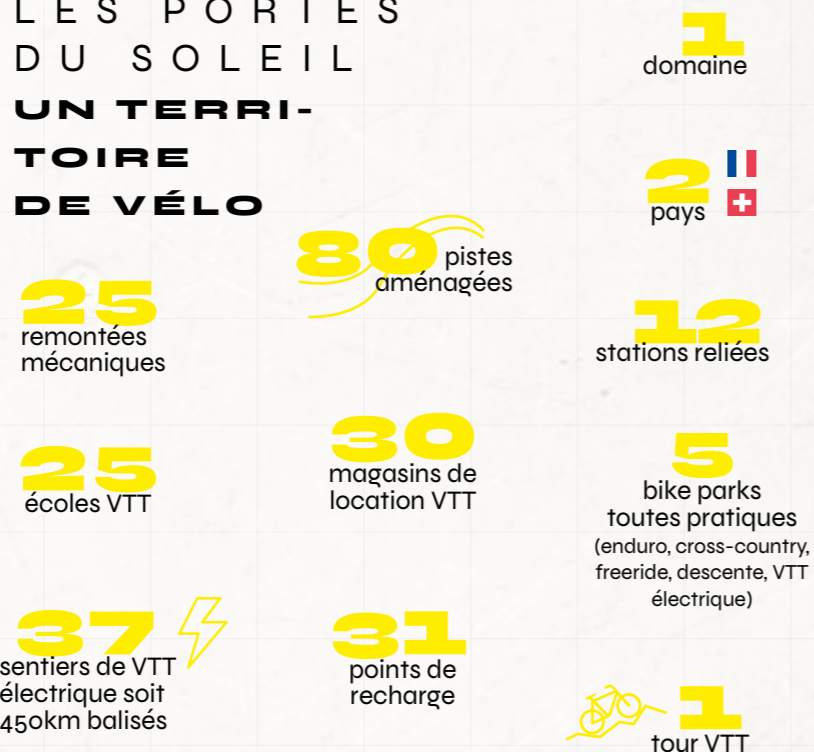 LES PORTES
DU SOLEIL
UN TERRI-
TOIRE
DE VÉLO
1
domaine
2
pays
80 pistes
aménagées
25
remontées
mécaniques
12
stations reliées
25
écoles VTT
30
magasins de
location VTT
5
bike parks
toutes pratiques
(enduro, cross-country,
freeride, descente, VTT
électrique)
37
sentiers de VTT
électrique soit
450km balisés
31
points de
recharge
1
tour VTT